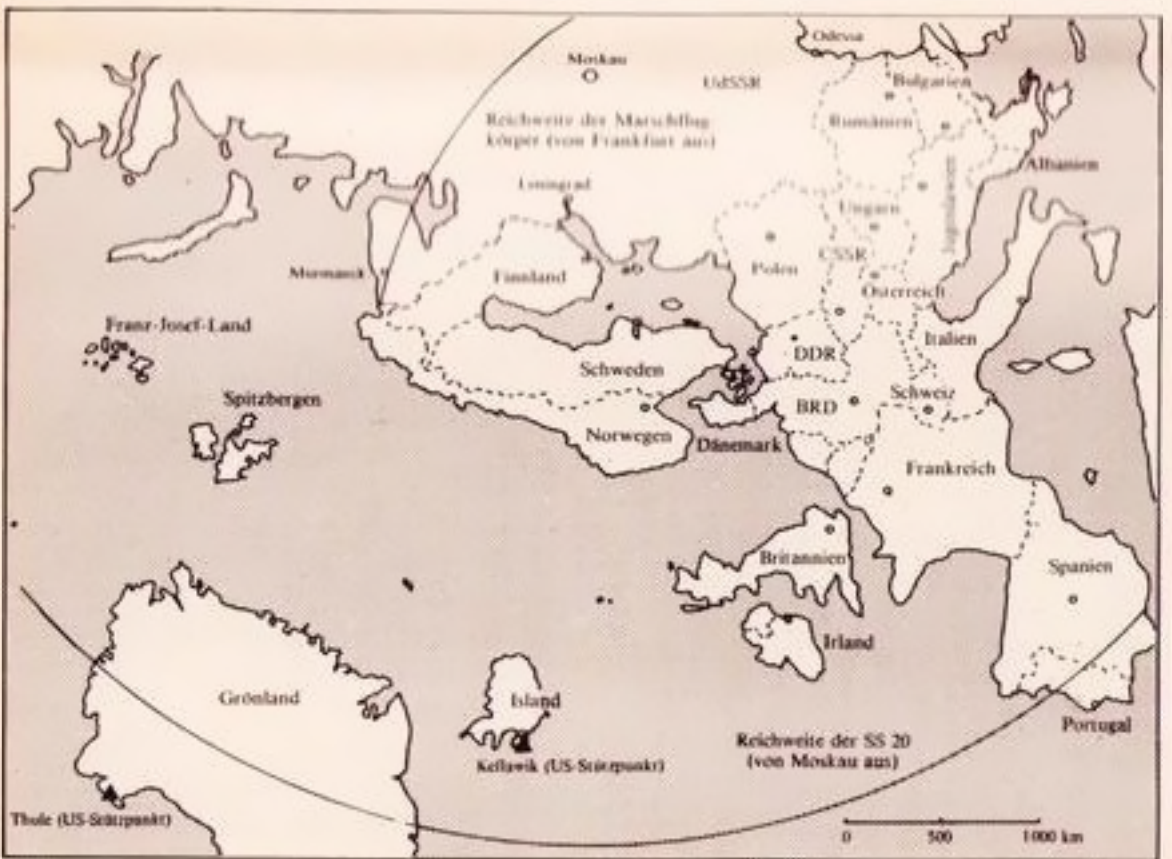 Odessa
Moskau
UdSSR
Bulgarien
Reichweite der Marschflug-
körper (von Frankfurt aus)
Rumänien
Albanien
Leningrad
Ungarn
Jugoslawien
Murmansk
Finnland
Polen
CSSR
Österreich
Franz-Josef-Land
Italien
Schweden
DDR
Spitzbergen
BRD
Schweiz
Norwegen
Dänemark
Frankreich
Britannien
Spanien
Irland
Grönland
Island
Portugal
Reichweite der SS 20
(von Moskau aus)
Keflawik (US-Stützpunkt)
Thule (US-Stützpunkt)
0 500 1000 km